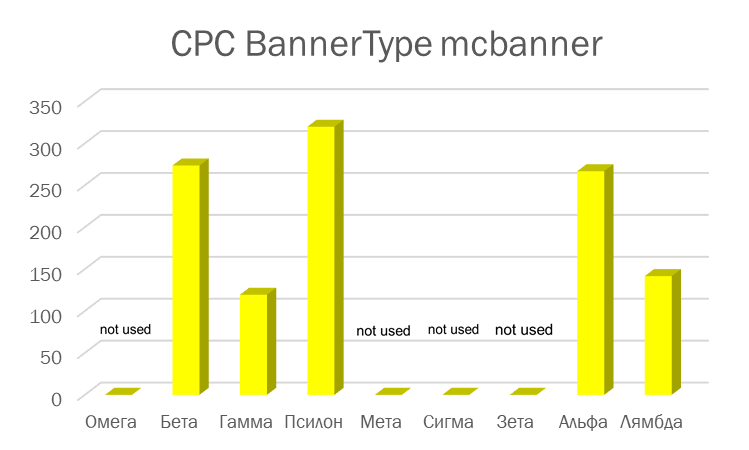 CPC BannerType mcbanner
350
300
250
200
150
100
50
0
not used
not used
not used
not used
Омега Бета Гамма Псилон Мета Сигма Зета Альфа Лямбда